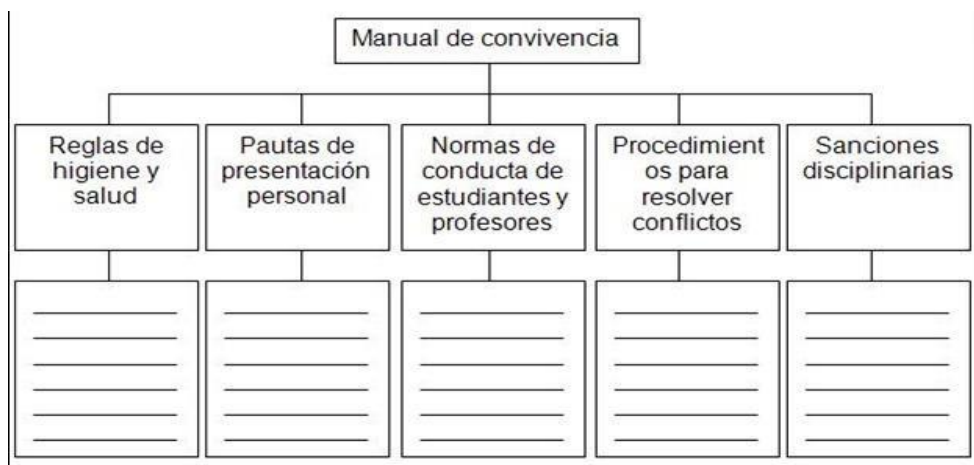 Manual de convivencia
Reglas de
higiene y
salud
Pautas de
presentación
personal
Normas de
conducta de
estudiantes y
profesores
Procedimient
os para
resolver
conflictos
Sanciones
disciplinarias